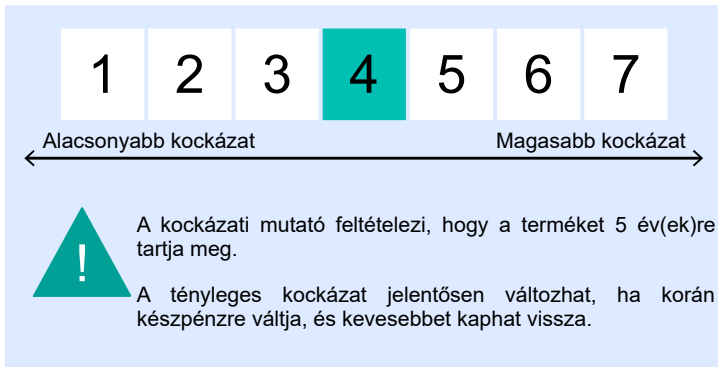 1 2 3 4 5 6 7
Alacsonyabb kockázat Magasabb kockázat
! A kockázati mutató feltételezi, hogy a terméket 5 év(ek)re
tartja meg.
A tényleges kockázat jelentősen változhat, ha korán
készpénzre váltja, és kevesebbet kaphat vissza.